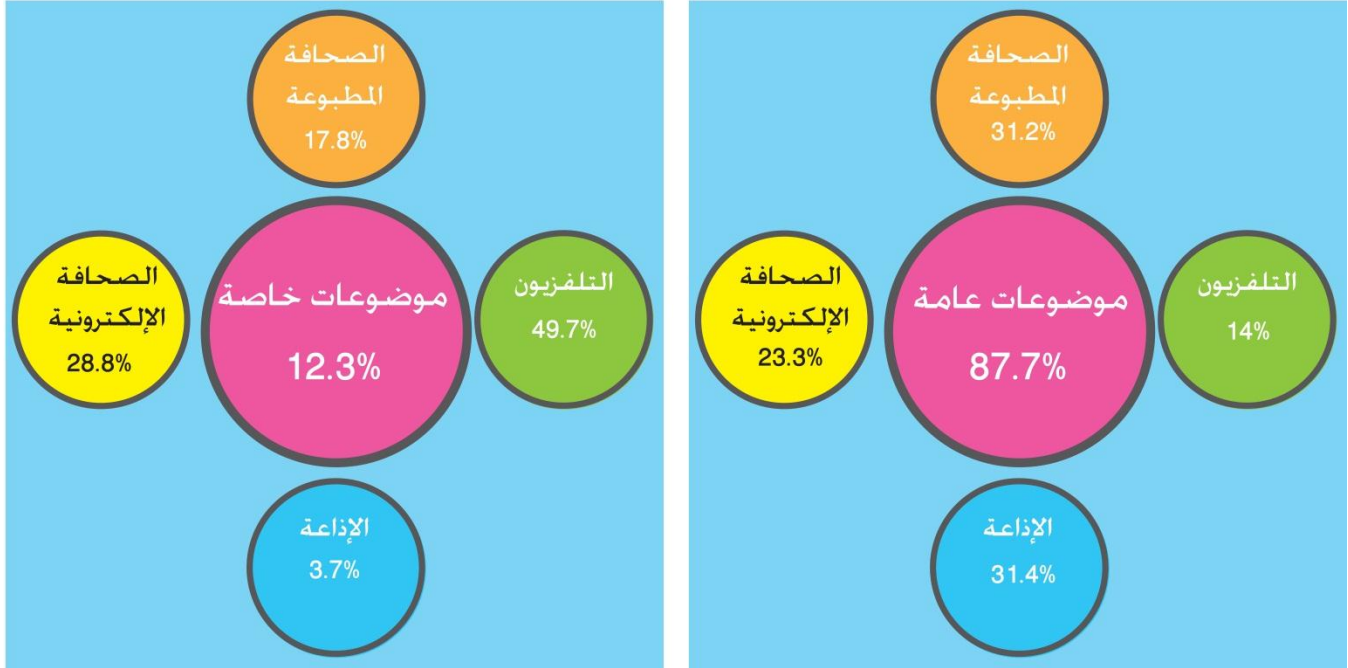 الصحافة
المطبوعة
31.2%
التلفزيون
14%
موضوعات عامة
87.7%
الصحافة
الإلكترونية
23.3%
الإذاعة
31.4%
الصحافة
المطبوعة
17.8%
التلفزيون
49.7%
موضوعات خاصة
12.3%
الصحافة
الإلكترونية
28.8%
الإذاعة
3.7%